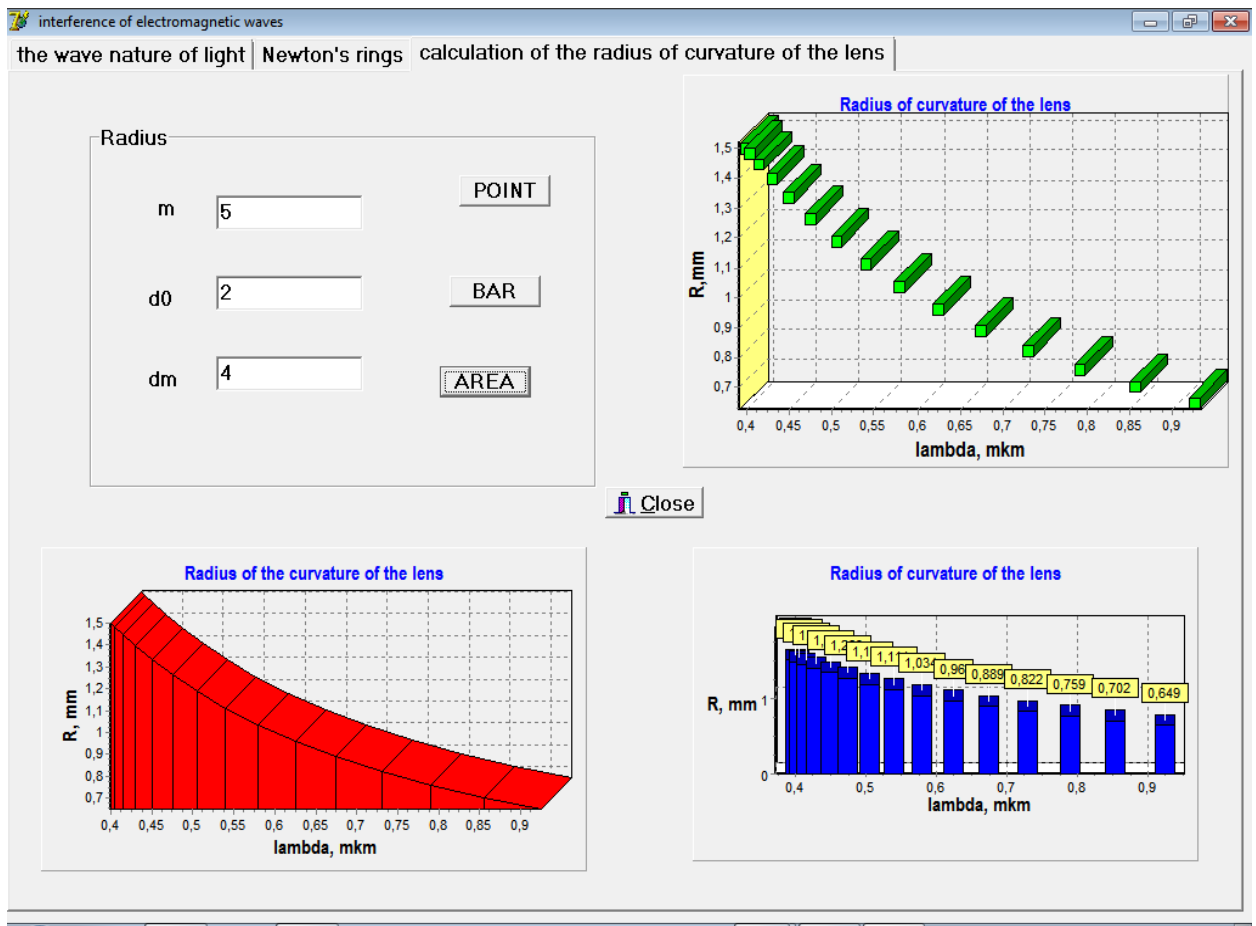 interference of electromagnetic waves
the wave nature of light
Newton's rings
calculation of the radius of curvature of the lens
Radius
m
5
POINT
d0
2
BAR
dm
4
AREA
Radius of curvature of the lens
1,5
1,4
1,3
1,2
1,1
1
0,9
0,8
0,7
R,mm
0,4 0,45 0,5 0,55 0,6 0,65 0,7 0,75 0,8 0,85 0,9
lambda, mkm
Close
Radius of the curvature of the lens
1,5
1,4
1,3
1,2
1,1
1
0,9
0,8
0,7
R, mm
0,4 0,45 0,5 0,55 0,6 0,65 0,7 0,75 0,8 0,85 0,9
lambda, mkm
Radius of curvature of the lens
1,034 0,96 0,889 0,822 0,759 0,702 0,649
R, mm
1
0
0,4 0,5 0,6 0,7 0,8 0,9
lambda, mkm